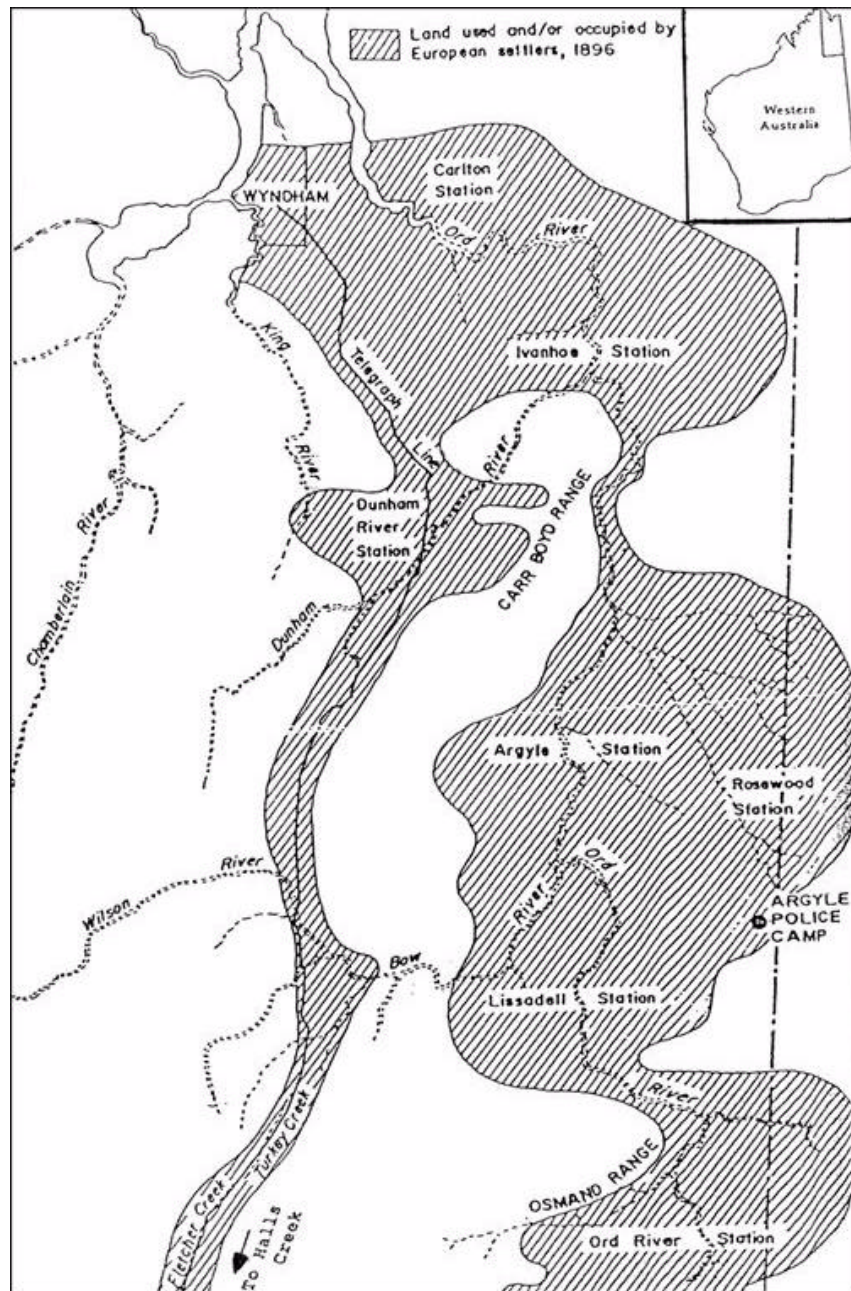 Land used and/or occupied by
European settlers, 1896
Western
Australia
WYNDHAM
Carlton
Station
Ord River
King
River
Telegraph
Line
Ivanhoe Station
River
Dunham
River
Station
CARR BOYD RANGE
Chamberlain
River
Dunham
Argyle Station
Rosewood
Station
Wilson River
Ord
River
ARGYLE
POLICE
CAMP
Bow
Lissadell Station
River
Turkey Creek
Fletcher Creek
OSMAND RANGE
To Halls
Creek
Ord River Station